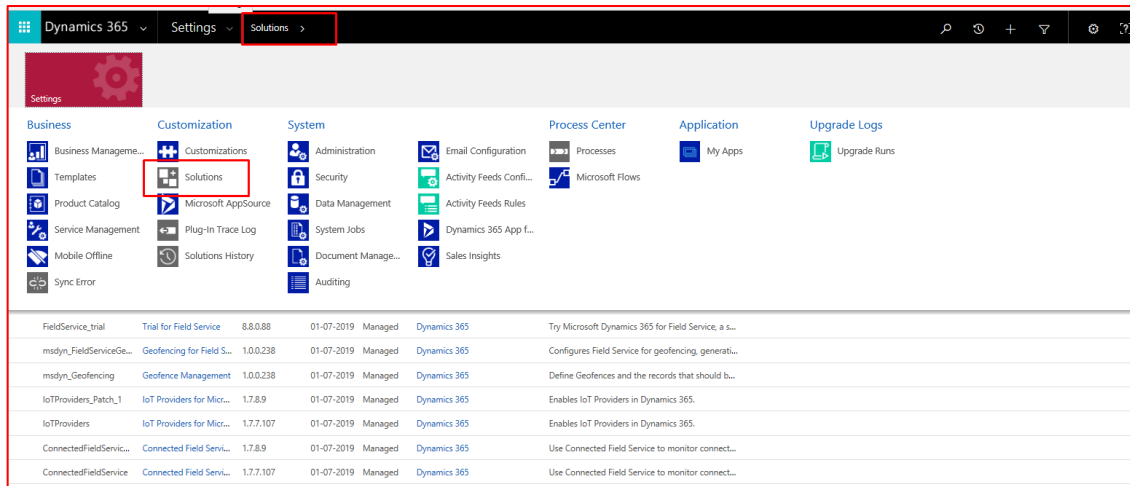 Dynamics 365 Settings Solutions >
Settings
Business Customization System Process Center Application Upgrade Logs
Business Manageme... Customizations Administration Email Configuration Processes My Apps Upgrade Runs
Templates Solutions Security Activity Feeds Confi... Microsoft Flows
Product Catalog Microsoft AppSource Data Management Activity Feeds Rules
Service Management Plug-In Trace Log System Jobs Dynamics 365 App f...
Mobile Offline Solutions History Document Manage... Sales Insights
Sync Error Auditing
FieldService_trial Trial for Field Service 8.8.0.88 01-07-2019 Managed Dynamics 365 Try Microsoft Dynamics 365 for Field Service, a s...
msdyn_FieldServiceGe... Geofencing for Field S... 1.0.0.238 01-07-2019 Managed Dynamics 365 Configures Field Service for geofencing, generati...
msdyn_Geofencing Geofence Management 1.0.0.238 01-07-2019 Managed Dynamics 365 Define Geofences and the records that should b...
IoTProviders_Patch_1 IoT Providers for Micr... 1.7.8.9 01-07-2019 Managed Dynamics 365 Enables IoT Providers in Dynamics 365.
IoTProviders IoT Providers for Micr... 1.7.7.107 01-07-2019 Managed Dynamics 365 Enables IoT Providers in Dynamics 365.
ConnectedFieldServic... Connected Field Servi... 1.7.8.9 01-07-2019 Managed Dynamics 365 Use Connected Field Service to monitor connect...
ConnectedFieldService Connected Field Servi... 1.7.7.107 01-07-2019 Managed Dynamics 365 Use Connected Field Service to monitor connect...